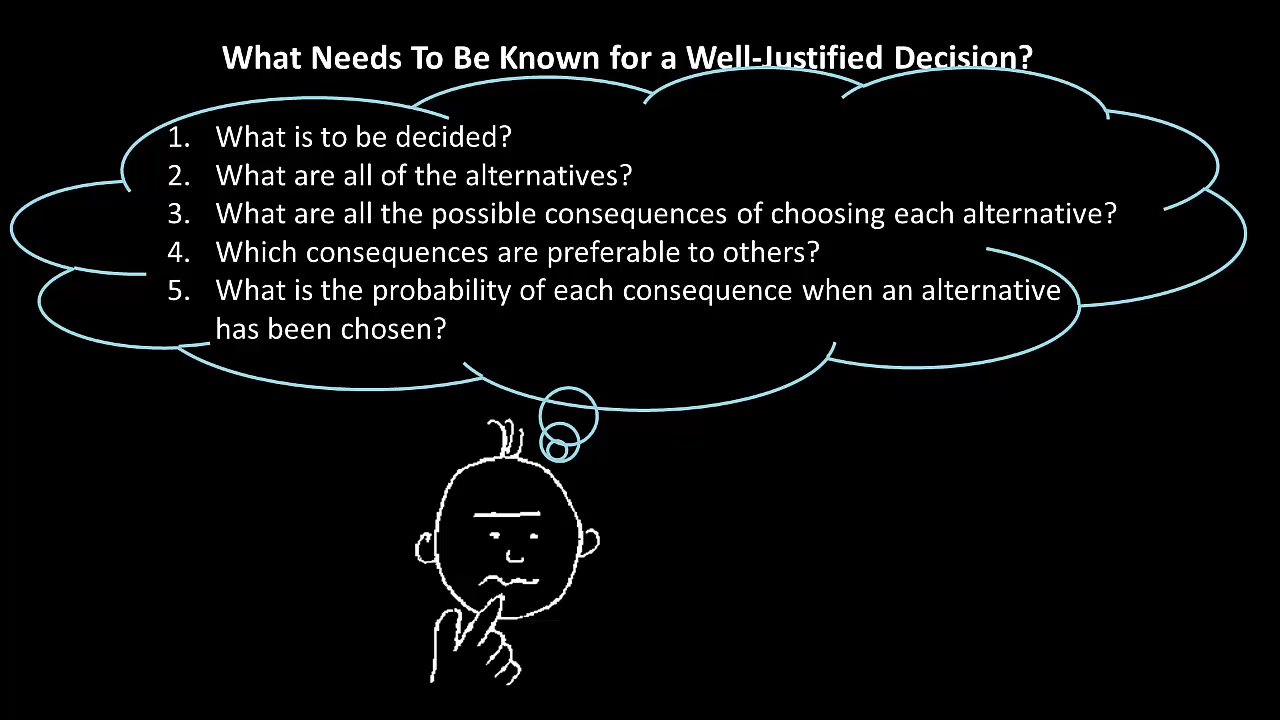 What Needs To Be Known for a Well-Justified Decision?
1. What is to be decided?
2. What are all of the alternatives?
3. What are all the possible consequences of choosing each alternative?
4. Which consequences are preferable to others?
5. What is the probability of each consequence when an alternative
has been chosen?